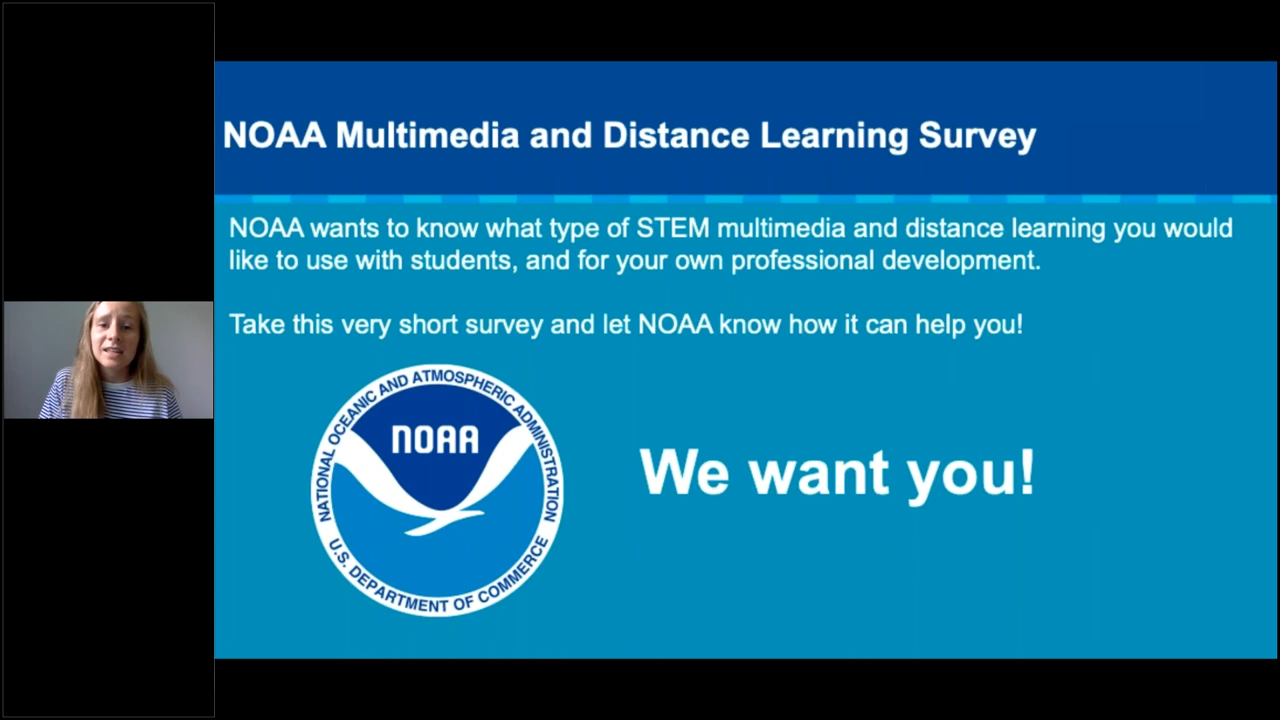 NOAA Multimedia and Distance Learning Survey
NOAA wants to know what type of STEM multimedia and distance learning you would
like to use with students, and for your own professional development.
Take this very short survey and let NOAA know how it can help you!
NATIONAL OCEANIC AND ATMOSPHERIC ADMINISTRATION
NOAA
U.S. DEPARTMENT OF COMMERCE
We want you!